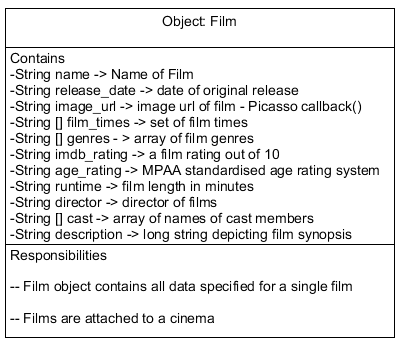 Object: Film
Contains
-String name -> Name of Film
-String release_date -> date of original release
-String image_url -> image url of film - Picasso callback()
-String [] film_times -> set of film times
-String [] genres - > array of film genres
-String imdb_rating -> a film rating out of 10
-String age_rating -> MPAA standardised age rating system
-String runtime -> film length in minutes
-String director -> director of films
-String [] cast -> array of names of cast members
-String description -> long string depicting film synopsis
Responsibilities
-- Film object contains all data specified for a single film
-- Films are attached to a cinema